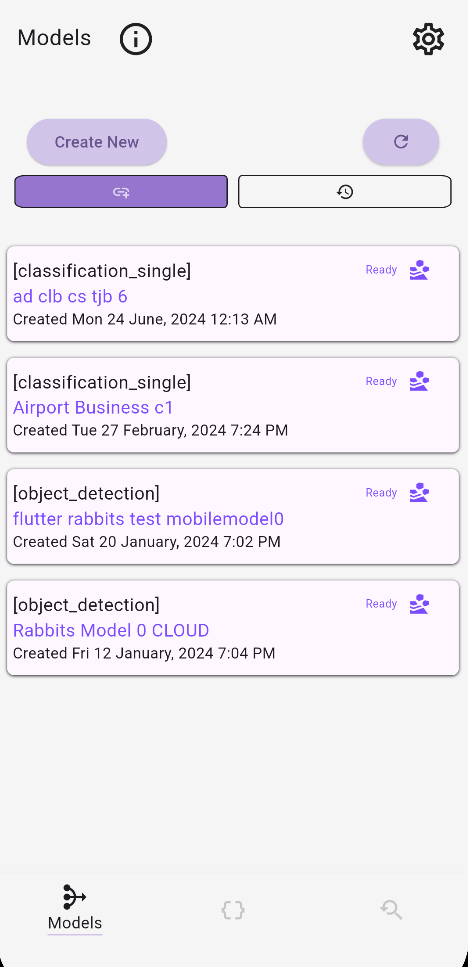 Models
Create New
[classification_single]
Ready
ad clb cs tjb 6
Created Mon 24 June, 2024 12:13 AM
[classification_single]
Ready
Airport Business c1
Created Tue 27 February, 2024 7:24 PM
[object_detection]
Ready
flutter rabbits test mobilemodel0
Created Sat 20 January, 2024 7:02 PM
[object_detection]
Ready
Rabbits Model 0 CLOUD
Created Fri 12 January, 2024 7:04 PM
Models